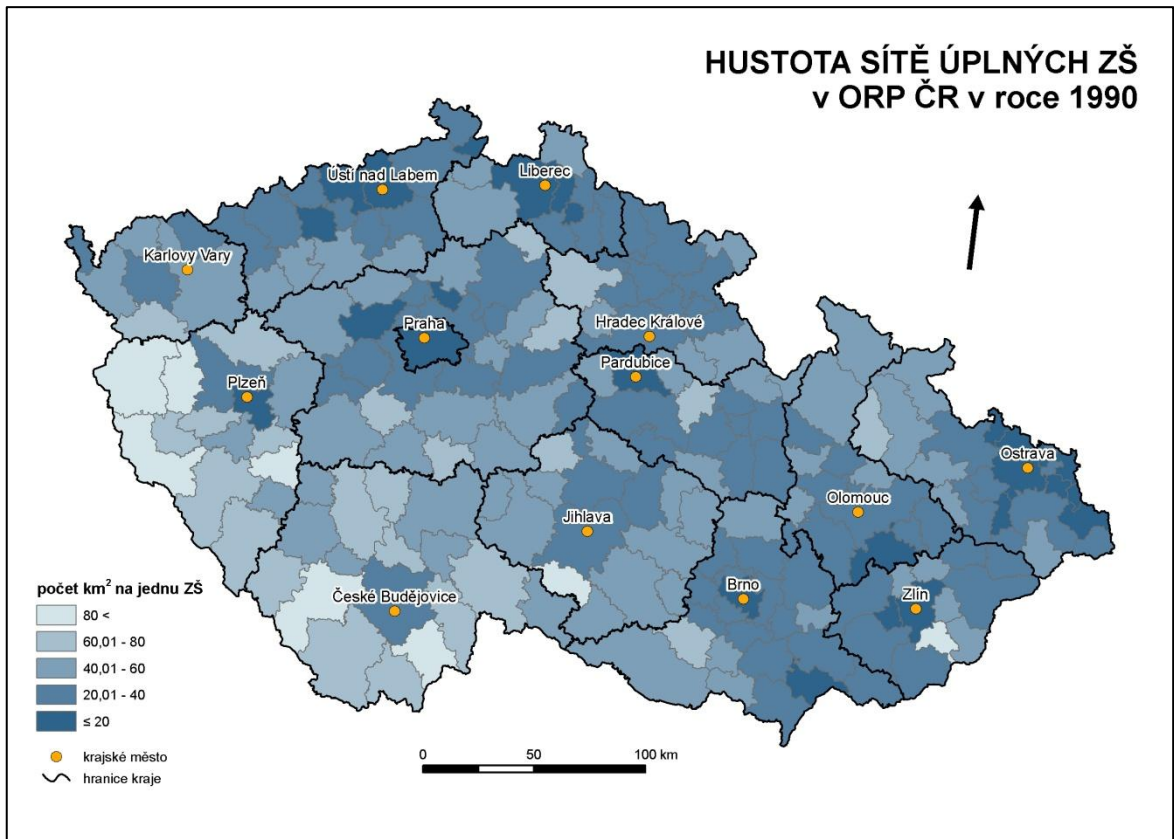 HUSTOTA SÍTĚ ÚPLNÝCH ZŠ
v ORP ČR v roce 1990
Ústí nad Labem
Liberec
Karlovy Vary
Praha
Hradec Králové
Pardubice
Plzeň
Ostrava
Olomouc
Jihlava
České Budějovice
Brno
Zlín
počet km² na jednu ZŠ
80 <
60,01 - 80
40,01 - 60
20,01 - 40
≤ 20
krajské město
hranice kraje
0 50 100 km